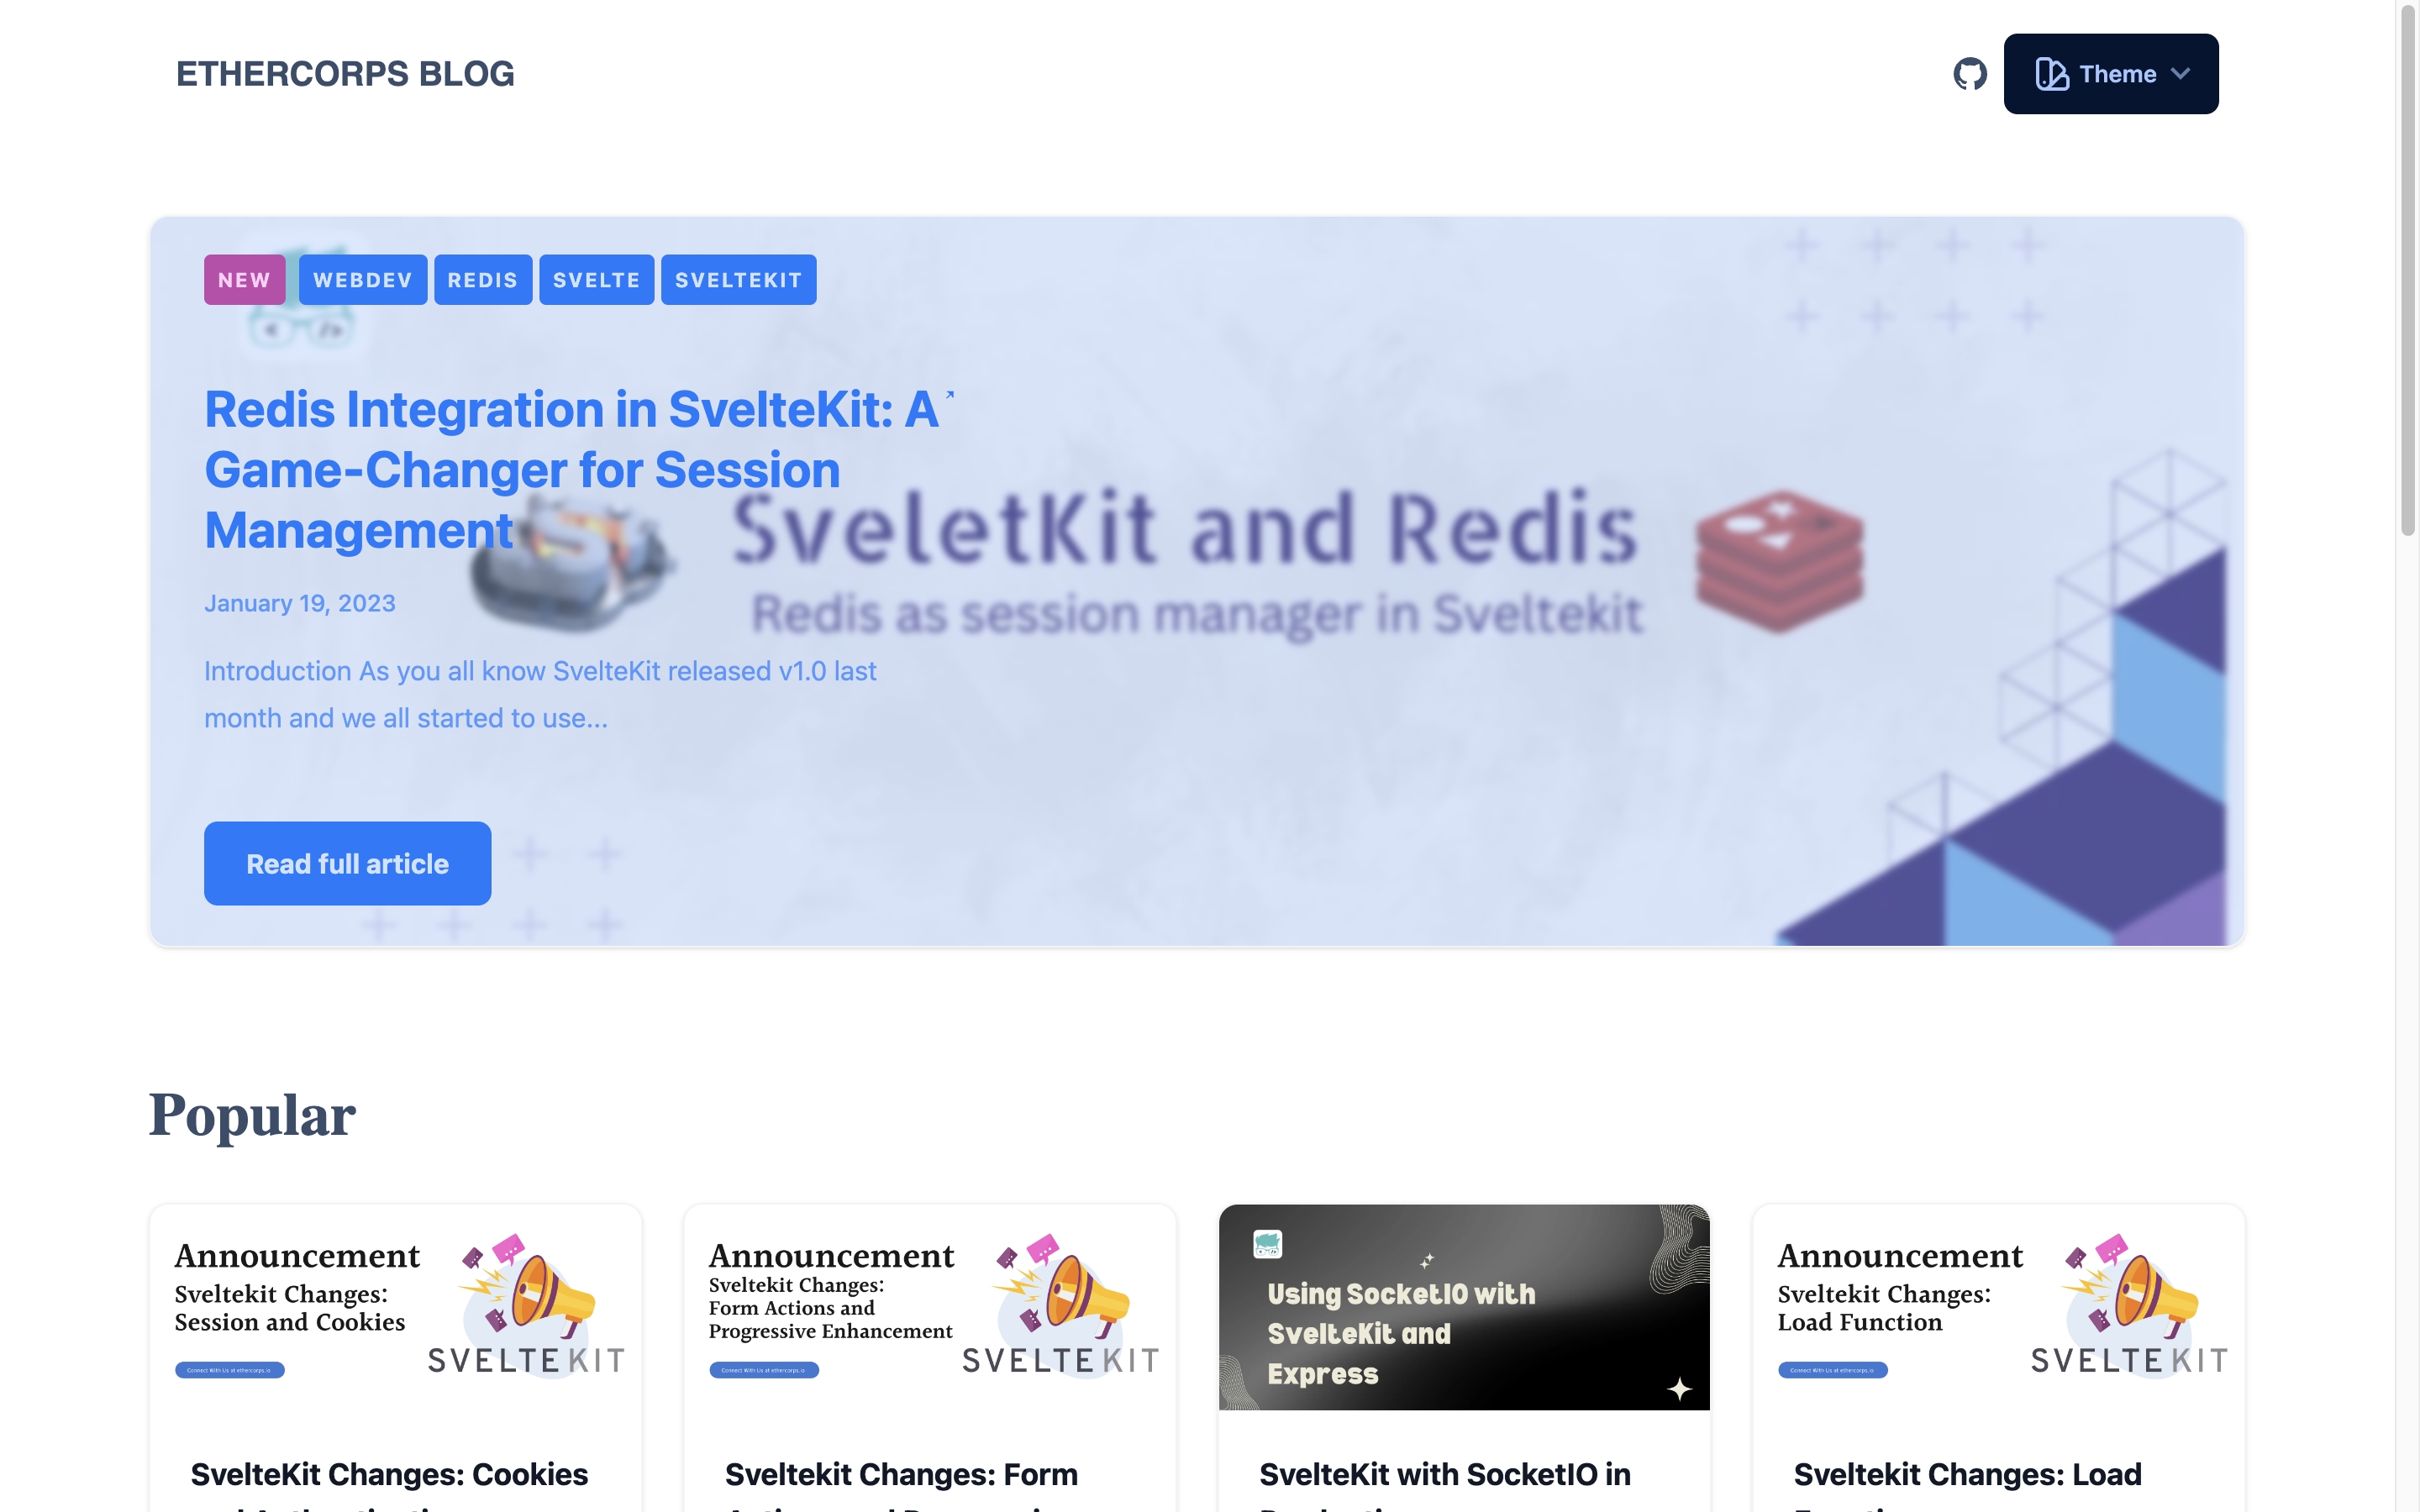 ETHERCORPS BLOG
Theme
NEW WEBDEV REDIS SVELTE SVELTEKIT
< />
Redis Integration in SvelteKit: A
Game-Changer for Session
Management
SveletKit and Redis
Redis as session manager in Sveltekit
January 19, 2023
Introduction As you all know SvelteKit released v1.0 last
month and we all started to use...
Read full article
Popular
Announcement
Sveltekit Changes:
Session and Cookies
Connect With Us at ethercorps.io
SVELTEKIT
SvelteKit Changes: Cookies
Announcement
Sveltekit Changes:
Form Actions and
Progressive Enhancement
Connect With Us at ethercorps.io
SVELTEKIT
Sveltekit Changes: Form
Using SocketIO with
SvelteKit and
Express
SvelteKit with SocketIO in
Announcement
Sveltekit Changes:
Load Function
Connect With Us at ethercorps.io
SVELTEKIT
Sveltekit Changes: Load